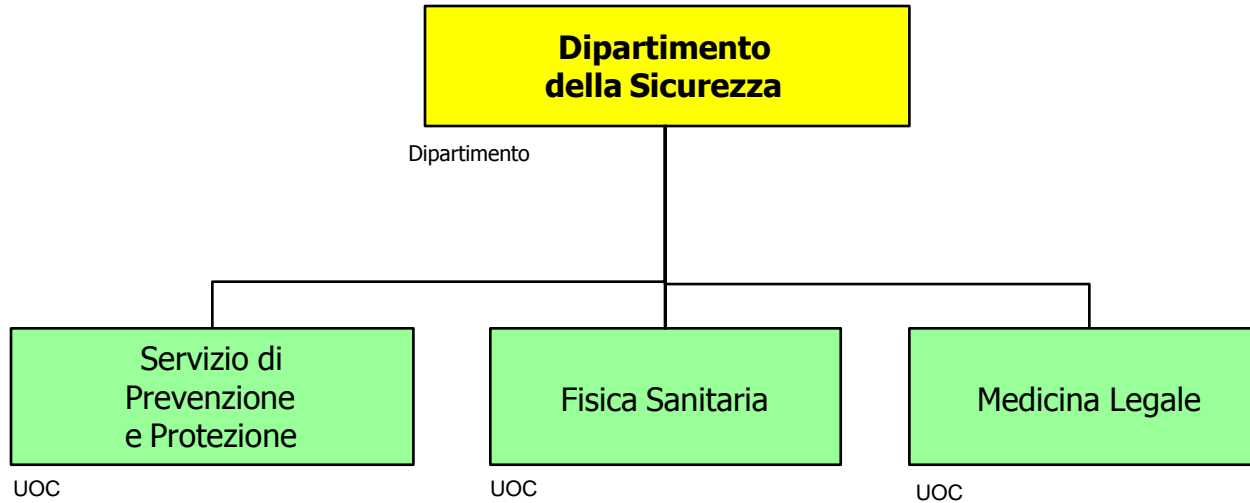 Dipartimento
della Sicurezza
Dipartimento
Servizio di
Prevenzione
e Protezione
Fisica Sanitaria
Medicina Legale
UOC
UOC
UOC